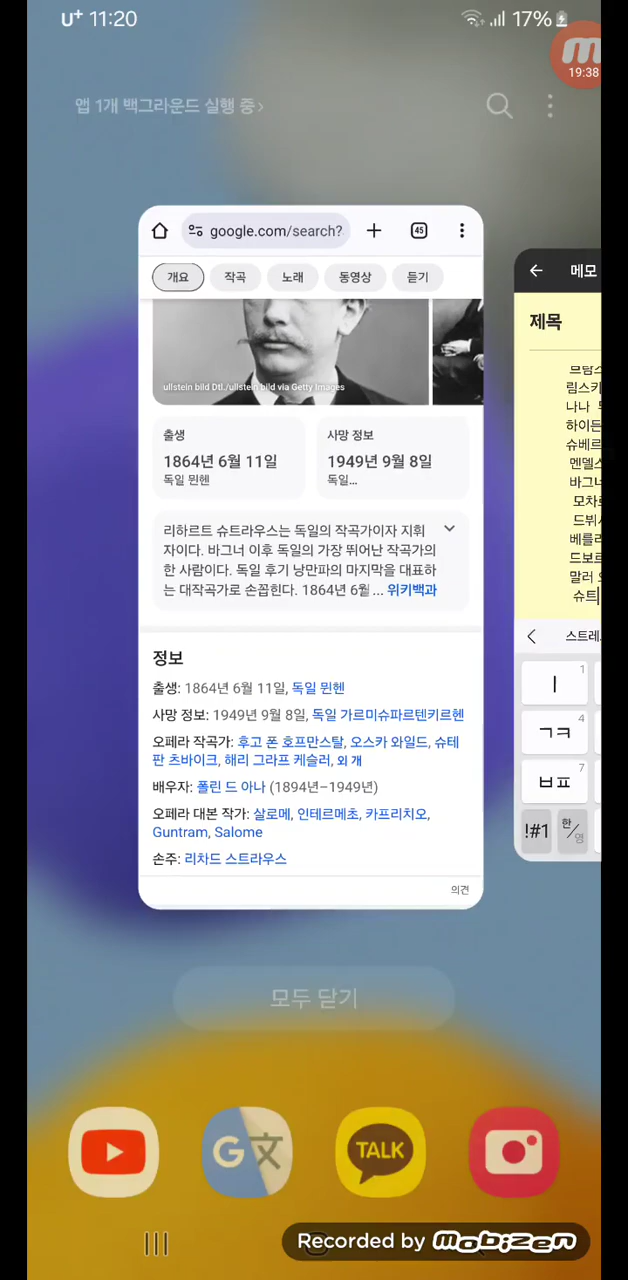 U+ 11:20
17%
19:38
앱 1개 백그라운드 실행 중 >
google.com/search?
45
개요 작곡 노래 동영상 듣기
ullstein bild Dtl./ullstein bild via Getty Images
출생
1864년 6월 11일
독일 뮌헨
사망 정보
1949년 9월 8일
독일...
리하르트 슈트라우스는 독일의 작곡가이자 지휘
자이다. 바그너 이후 독일의 가장 뛰어난 작곡가의
한 사람이다. 독일 후기 낭만파의 마지막을 대표하
는 대작곡가로 손꼽힌다. 1864년 6월 ... 위키백과
정보
출생: 1864년 6월 11일, 독일 뮌헨
사망 정보: 1949년 9월 8일, 독일 가르미슈파르텐키르헨
오페라 작곡가: 후고 폰 호프만스탈, 오스카 와일드, 슈테
판 츠바이크, 해리 그라프 케슬러, 외 개
배우자: 폴린 드 아나 (1894년–1949년)
오페라 대본 작가: 살로메, 인테르메초, 카프리치오,
Guntram, Salome
손주: 리차드 스트라우스
의견
메모
제목
림스키
나나
하이든
슈베르
멘델스
바그너
모차르
드뷔시
베를리
드보르
말러
슈트
스트레
ㅣ 1
ㄱㅋ 4
ㅂㅍ 7
!#1 한/영
모두 닫기
G文
TALK
Recorded by mobizen